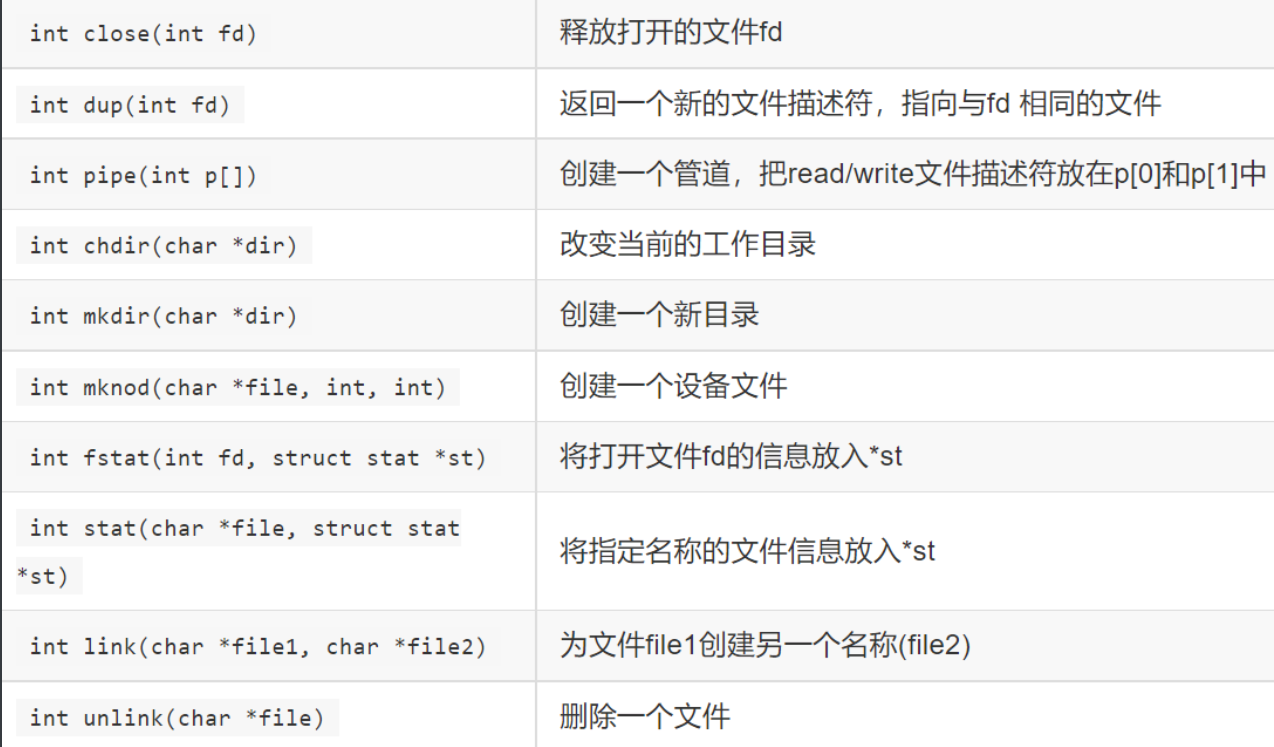 int close(int fd) 释放打开的文件fd
int dup(int fd) 返回一个新的文件描述符，指向与fd 相同的文件
int pipe(int p[]) 创建一个管道，把read/write文件描述符放在p[0]和p[1]中
int chdir(char *dir) 改变当前的工作目录
int mkdir(char *dir) 创建一个新目录
int mknod(char *file, int, int) 创建一个设备文件
int fstat(int fd, struct stat *st) 将打开文件fd的信息放入*st
int stat(char *file, struct stat
*st)
将指定名称的文件信息放入*st
int link(char *file1, char *file2) 为文件file1创建另一个名称(file2)
int unlink(char *file) 删除一个文件